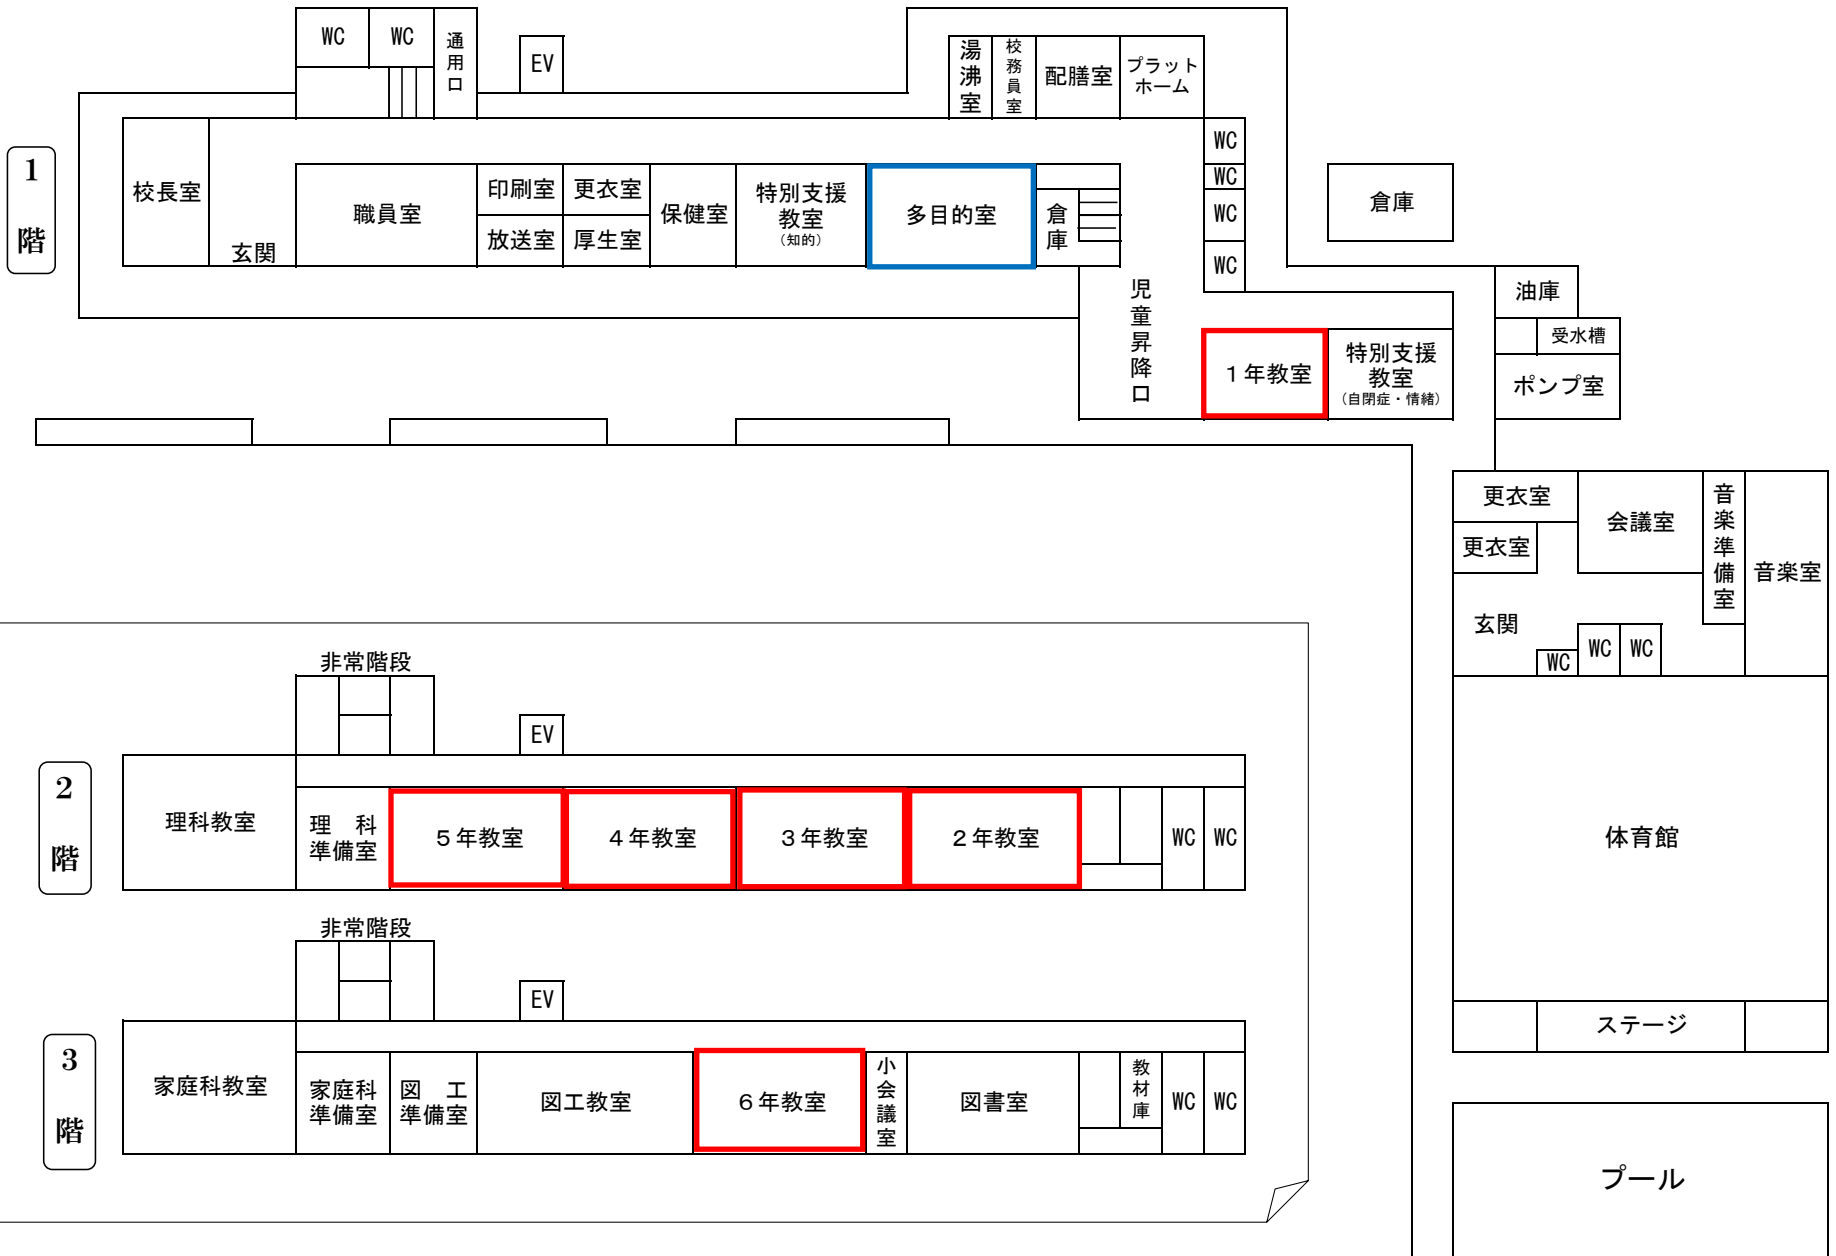 1
階
WC
WC
通用口
EV
湯沸室
校務員室
配膳室
プラット
ホーム
校長室
玄関
職員室
印刷室
放送室
更衣室
厚生室
保健室
特別支援
教室
(知的)
多目的室
倉庫
WC
WC
WC
WC
倉庫
児童昇降口
1年教室
特別支援
教室
(自閉症・情緒)
油庫
受水槽
ポンプ室
更衣室
更衣室
会議室
音楽準備室
音楽室
玄関
WC
WC
WC
体育館
ステージ
プール
2
階
非常階段
EV
理科教室
理 科
準備室
5年教室
4年教室
3年教室
2年教室
WC
WC
3
階
非常階段
EV
家庭科教室
家庭科
準備室
図 工
準備室
図工教室
6年教室
小会議室
図書室
教材庫
WC
WC